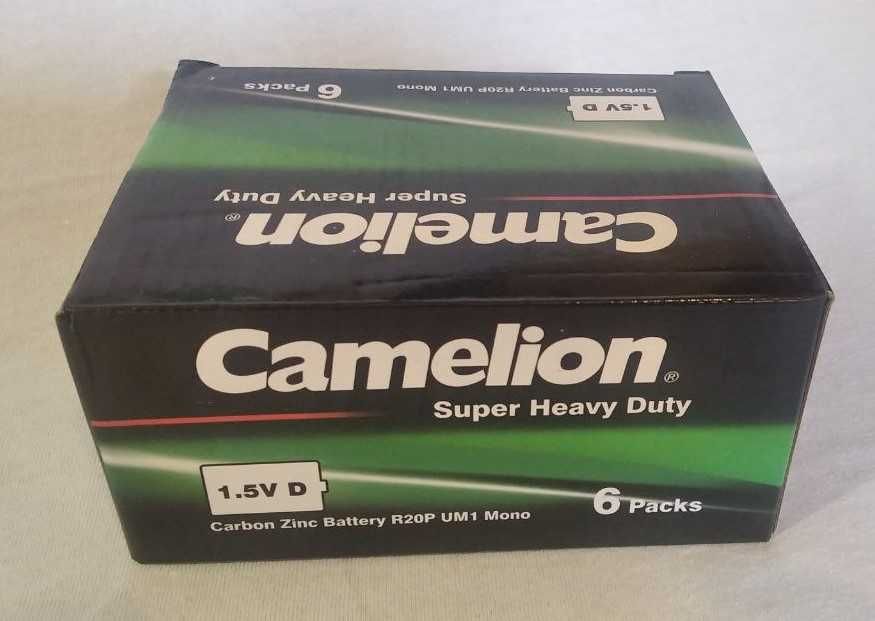 6 Packs
Carbon Zinc Battery R20P UM1 Mono
1.5V D
Super Heavy Duty
Camelion®
Camelion®
Super Heavy Duty
1.5V D
Carbon Zinc Battery R20P UM1 Mono
6 Packs